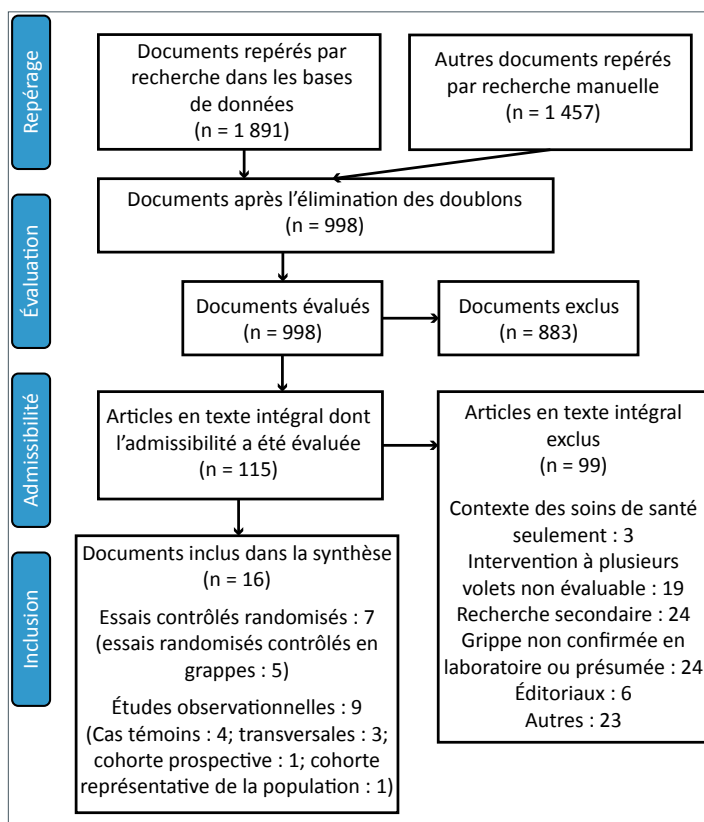 Repérage
Documents repérés par
recherche dans les bases
de données
(n = 1 891)
Autres documents repérés
par recherche manuelle
(n = 1 457)
Évaluation
Documents après l’élimination des doublons
(n = 998)
Documents évalués
(n = 998)
Documents exclus
(n = 883)
Admissibilité
Articles en texte intégral dont
l’admissibilité a été évaluée
(n = 115)
Articles en texte intégral
exclus
(n = 99)
Contexte des soins de santé
seulement : 3
Intervention à plusieurs
volets non évaluable : 19
Recherche secondaire : 24
Grippe non confirmée en
laboratoire ou présumée : 24
Éditoriaux : 6
Autres : 23
Inclusion
Documents inclus dans la synthèse
(n = 16)
Essais contrôlés randomisés : 7
(essais randomisés contrôlés en
grappes : 5)
Études observationnelles : 9
(Cas témoins : 4; transversales : 3;
cohorte prospective : 1; cohorte
représentative de la population : 1)